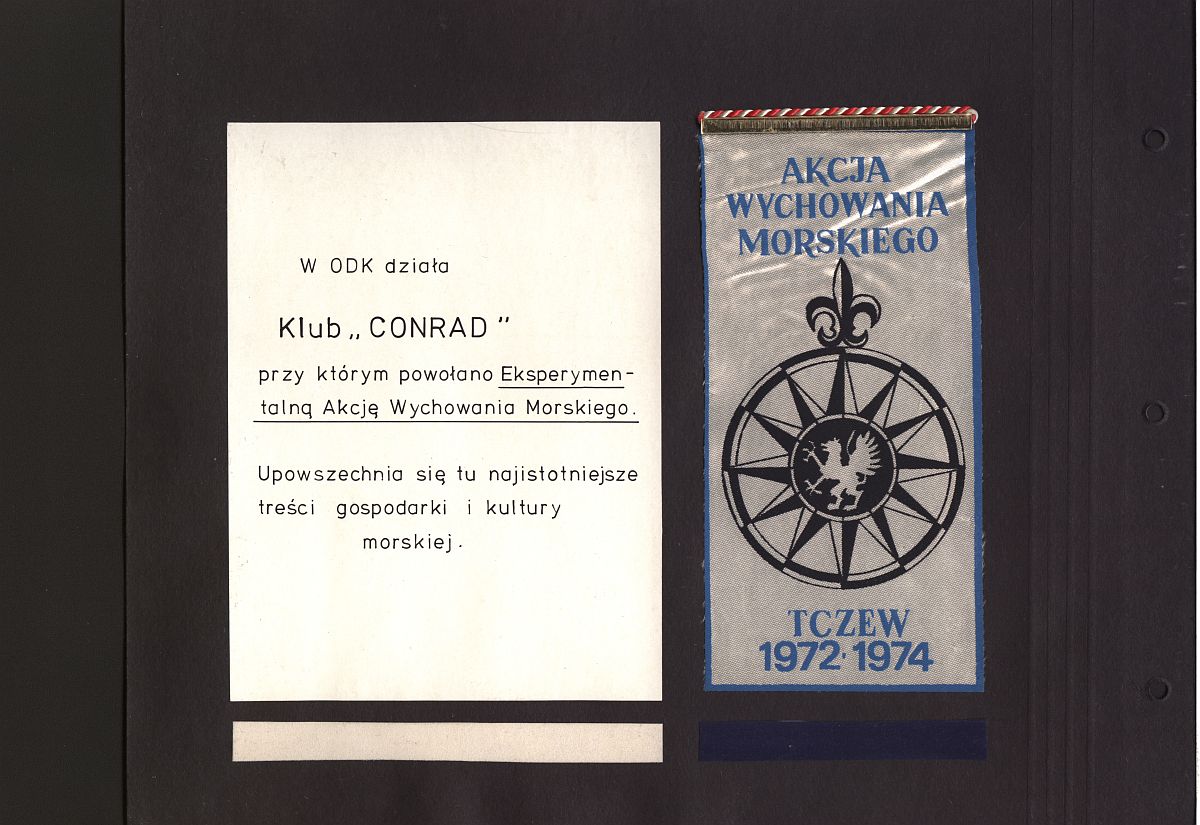 W ODK działa
Klub „CONRAD”
przy którym powołano Eksperymen-
talną Akcję Wychowania Morskiego.
Upowszechnia się tu najistotniejsze
treści gospodarki i kultury
morskiej.
AKCJA
WYCHOWANIA
MORSKIEGO
TCZEW
1972·1974